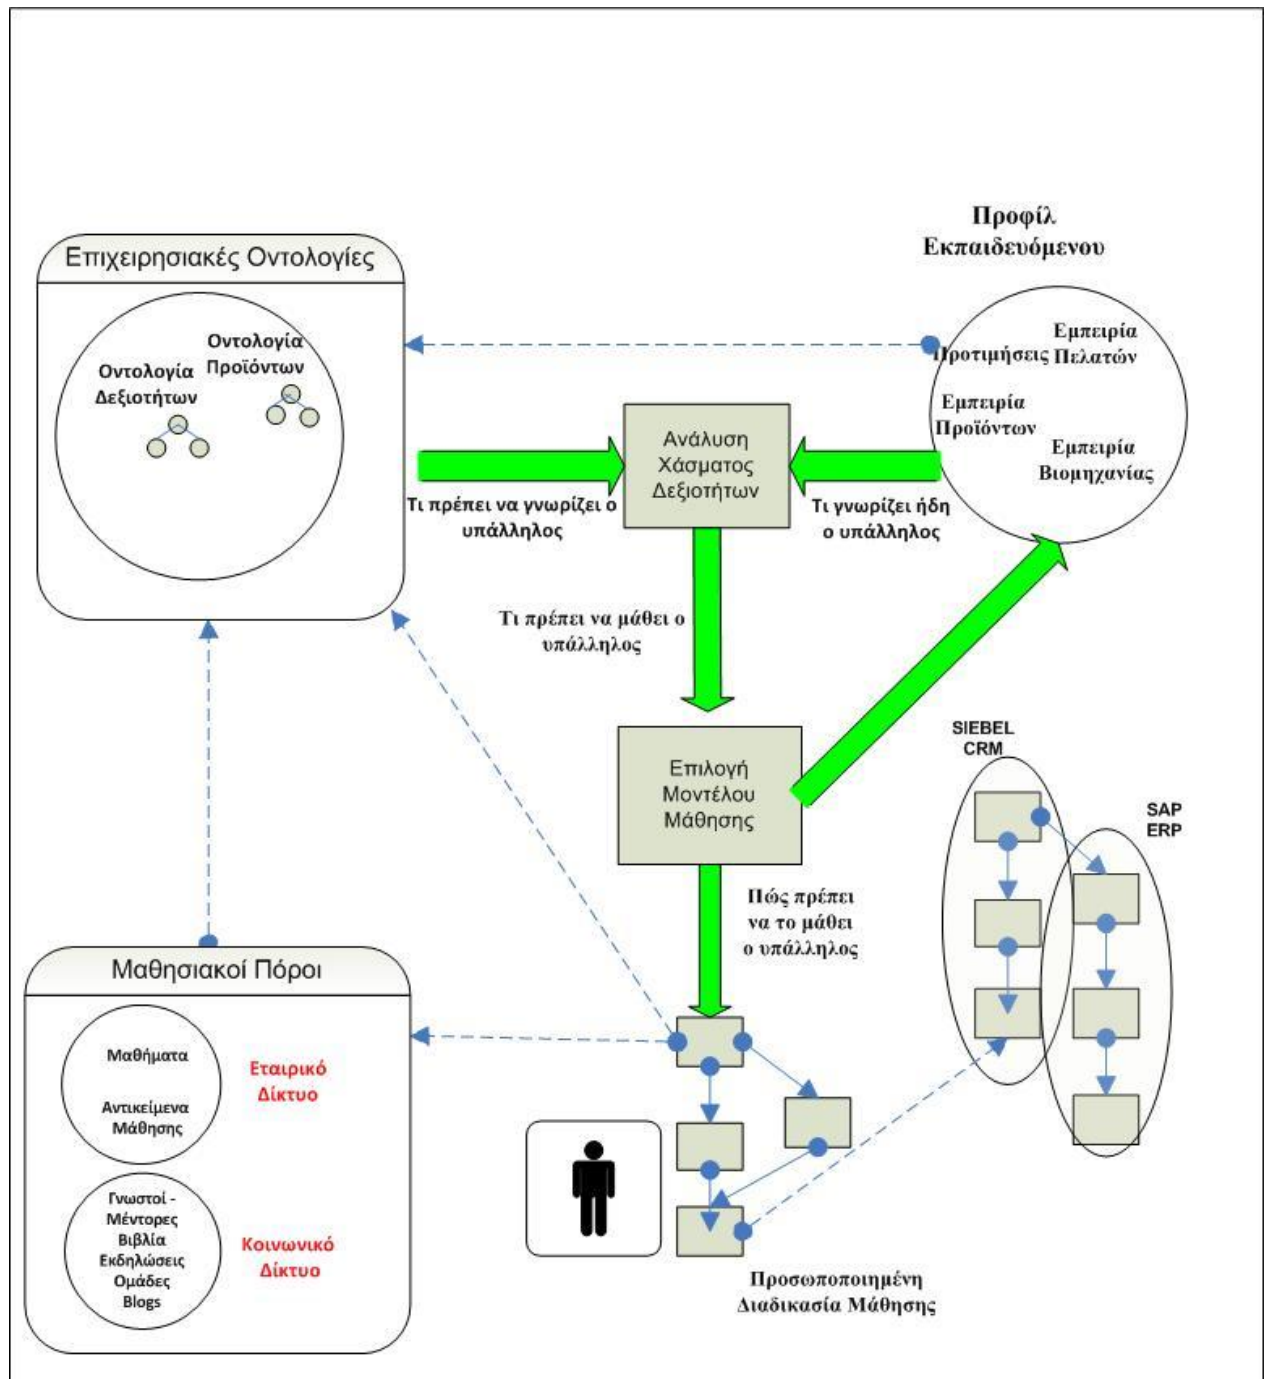 Προφίλ
Εκπαιδευόμενου
Επιχειρησιακές Οντολογίες
Οντολογία
Προϊόντων
Οντολογία
Δεξιοτήτων
Εμπειρία
Πελατών
Προτιμήσεις
Εμπειρία
Προϊόντων
Εμπειρία
Βιομηχανίας
Ανάλυση
Χάσματος
Δεξιοτήτων
Τι πρέπει να γνωρίζει ο
υπάλληλος
Τι γνωρίζει ήδη
ο υπάλληλος
Τι πρέπει να μάθει ο
υπάλληλος
Επιλογή
Μοντέλου
Μάθησης
SIEBEL
CRM
SAP
ERP
Πώς πρέπει
να το μάθει
ο υπάλληλος
Μαθησιακοί Πόροι
Μαθήματα
Αντικείμενα
Μάθησης
Εταιρικό
Δίκτυο
Γνωστοί -
Μέντορες
Βιβλία
Εκδηλώσεις
Ομάδες
Blogs
Κοινωνικό
Δίκτυο
Προσωποποιημένη
Διαδικασία Μάθησης